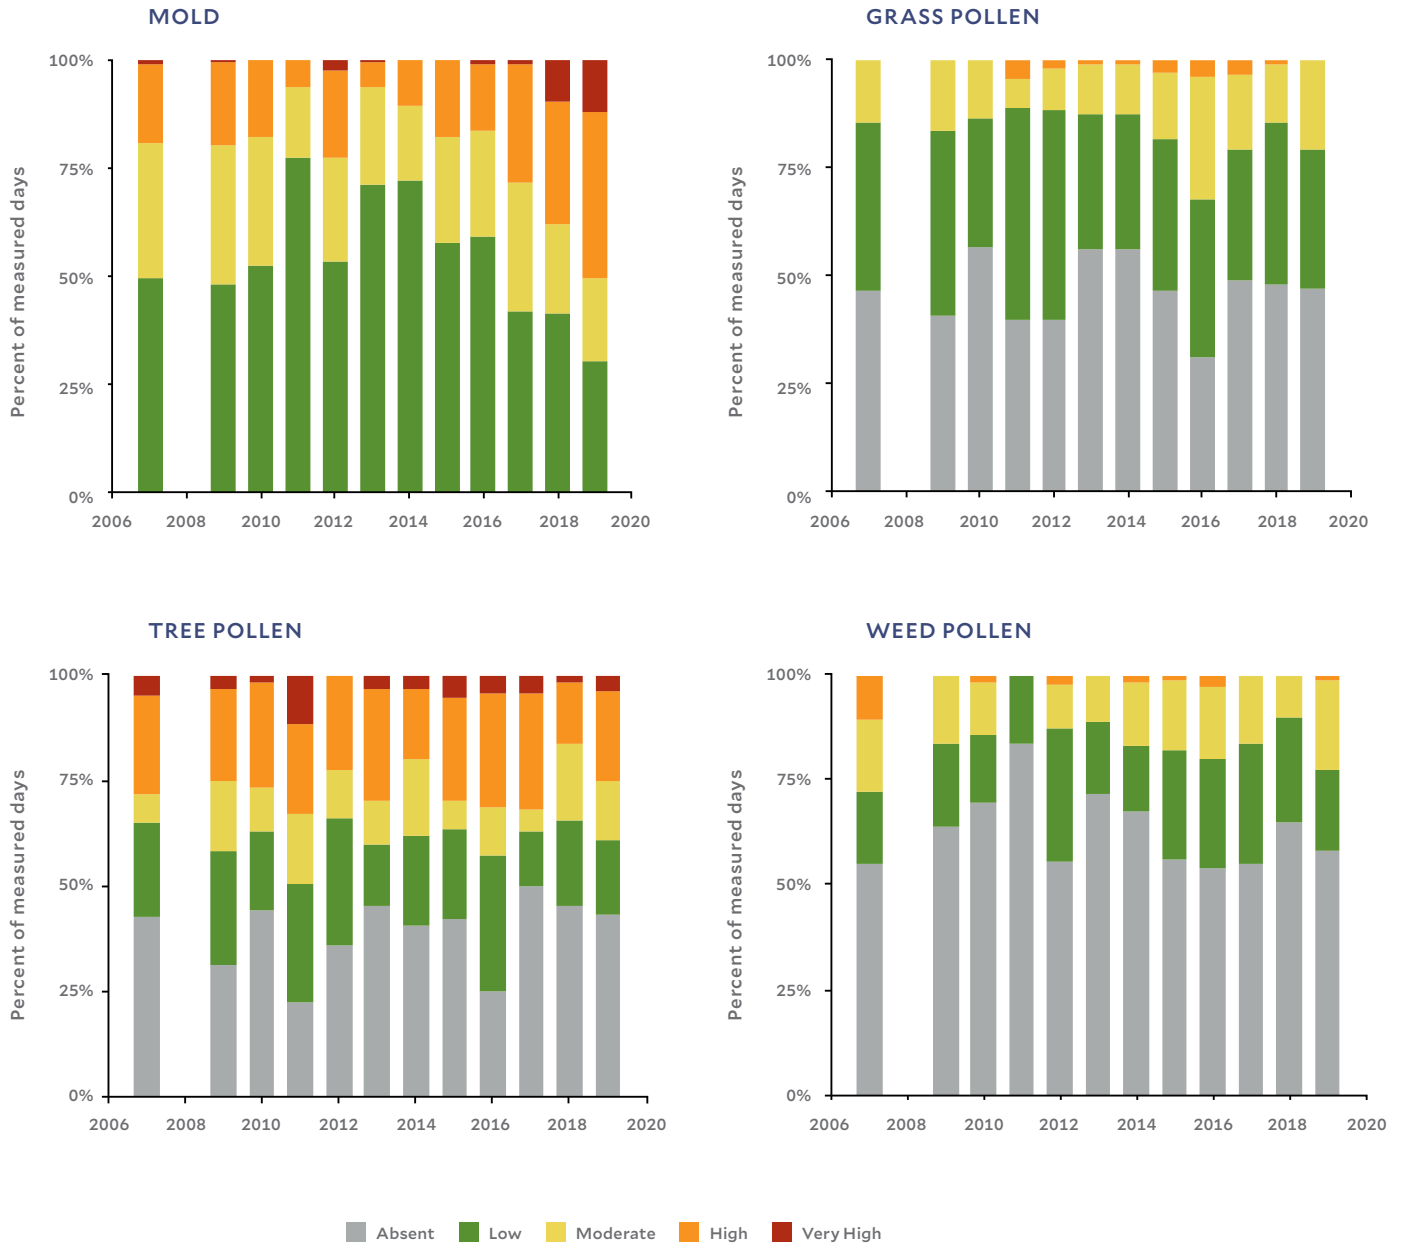 MOLD
100%
75%
50%
25%
0%
Percent of measured days
2006 2008 2010 2012 2014 2016 2018 2020
GRASS POLLEN
100%
75%
50%
25%
0%
Percent of measured days
2006 2008 2010 2012 2014 2016 2018 2020
TREE POLLEN
100%
75%
50%
25%
0%
Percent of measured days
2006 2008 2010 2012 2014 2016 2018 2020
WEED POLLEN
100%
75%
50%
25%
0%
Percent of measured days
2006 2008 2010 2012 2014 2016 2018 2020
Absent Low Moderate High Very High